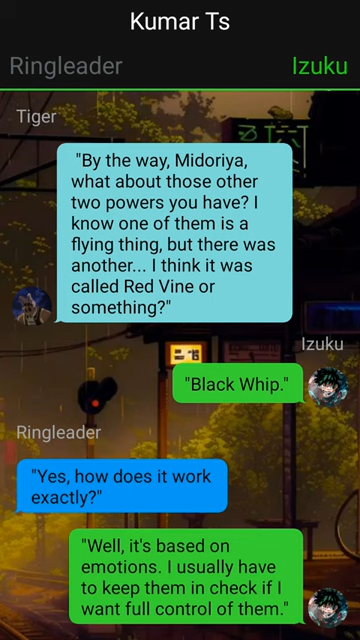 Kumar Ts
Ringleader
Izuku
Tiger
"By the way, Midoriya,
what about those other
two powers you have? I
know one of them is a
flying thing, but there was
another... I think it was
called Red Vine or
something?"
Izuku
"Black Whip."
Ringleader
"Yes, how does it work
exactly?"
"Well, it's based on
emotions. I usually have
to keep them in check if I
want full control of them."